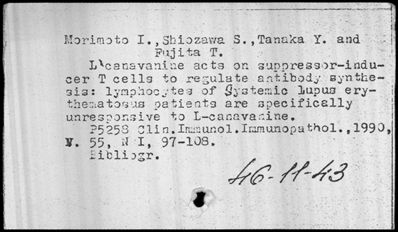 Morimoto I.,Shiozawa S.,Tanaka Y. and
Fujita T.
L-canavanine acts on suppressor-indu-
cer T cells to regulate antibody synthe-
sis: lymphocytes of Systemic lupus ery-
thematosus patients are specifically
unresponsive to L-canavanine.
P5258 Clin.Immunol.Immunopathol.,1990,
V. 55, N I, 97-108.
Bibliogr.
46-11-43